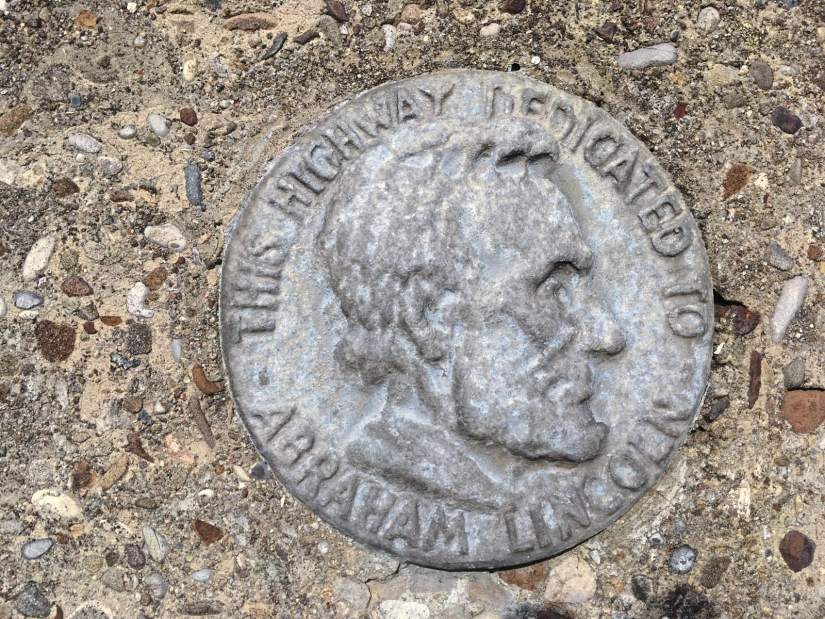 THIS HIGHWAY DEDICATED TO
ABRAHAM LINCOLN